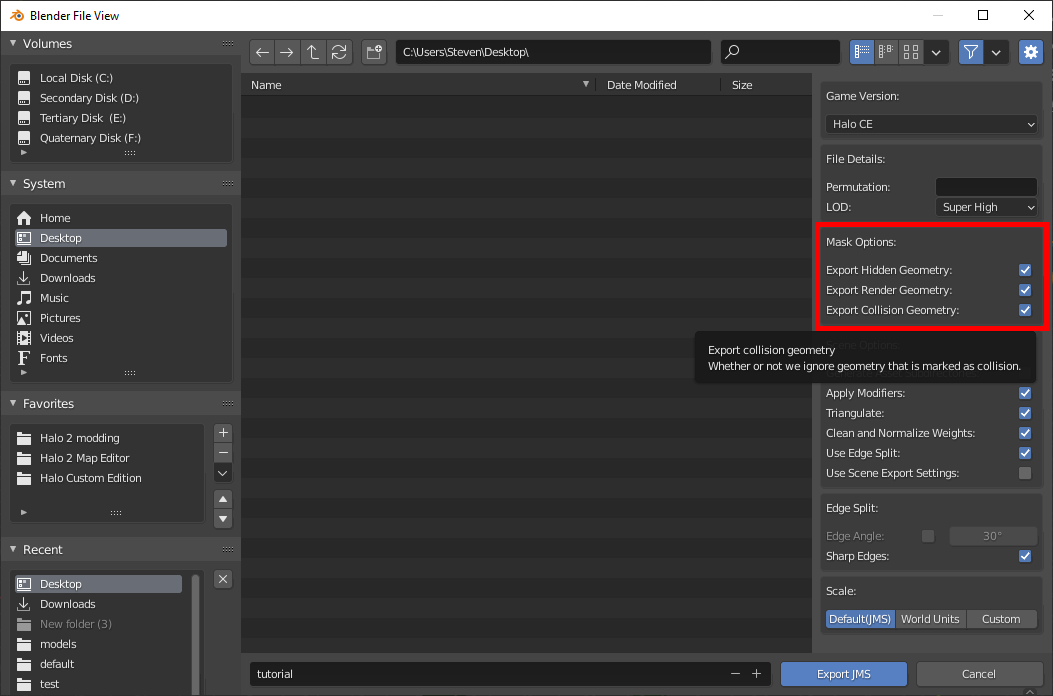 Blender File View
Volumes
Local Disk (C:)
Secondary Disk (D:)
Tertiary Disk (E:)
Quaternary Disk (F:)
System
Home
Desktop
Documents
Downloads
Music
Pictures
Videos
Fonts
Favorites
Halo 2 modding
Halo 2 Map Editor
Halo Custom Edition
Recent
Desktop
Downloads
New folder (3)
models
default
test
C:\Users\Steven\Desktop\
Name Date Modified Size
tutorial
Game Version:
Halo CE
File Details:
Permutation:
LOD: Super High
Mask Options:
Export Hidden Geometry:
Export Render Geometry:
Export Collision Geometry:
Scene Options:
Export collision geometry
Whether or not we ignore geometry that is marked as collision.
Apply Modifiers:
Triangulate:
Clean and Normalize Weights:
Use Edge Split:
Use Scene Export Settings:
Edge Split:
Edge Angle: 30°
Sharp Edges:
Scale:
Default(JMS) World Units Custom
Export JMS Cancel